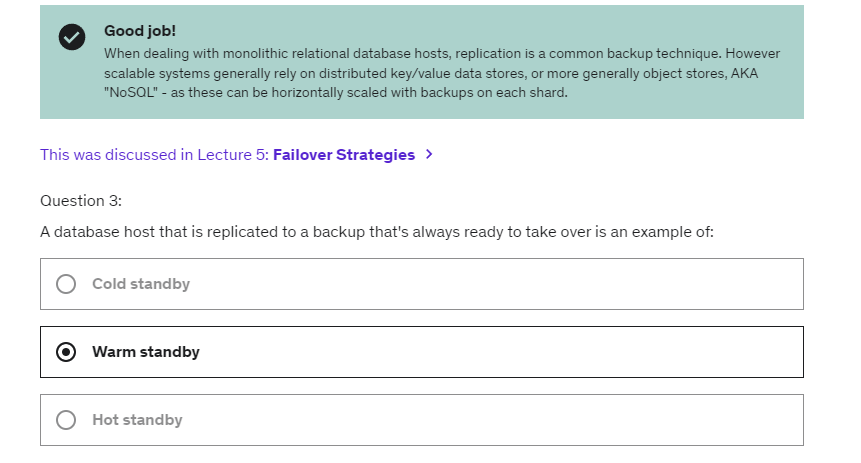 Good job!
When dealing with monolithic relational database hosts, replication is a common backup technique. However
scalable systems generally rely on distributed key/value data stores, or more generally object stores, AKA
"NoSQL" - as these can be horizontally scaled with backups on each shard.
This was discussed in Lecture 5: Failover Strategies
Question 3:
A database host that is replicated to a backup that's always ready to take over is an example of:
Cold standby
Warm standby
Hot standby